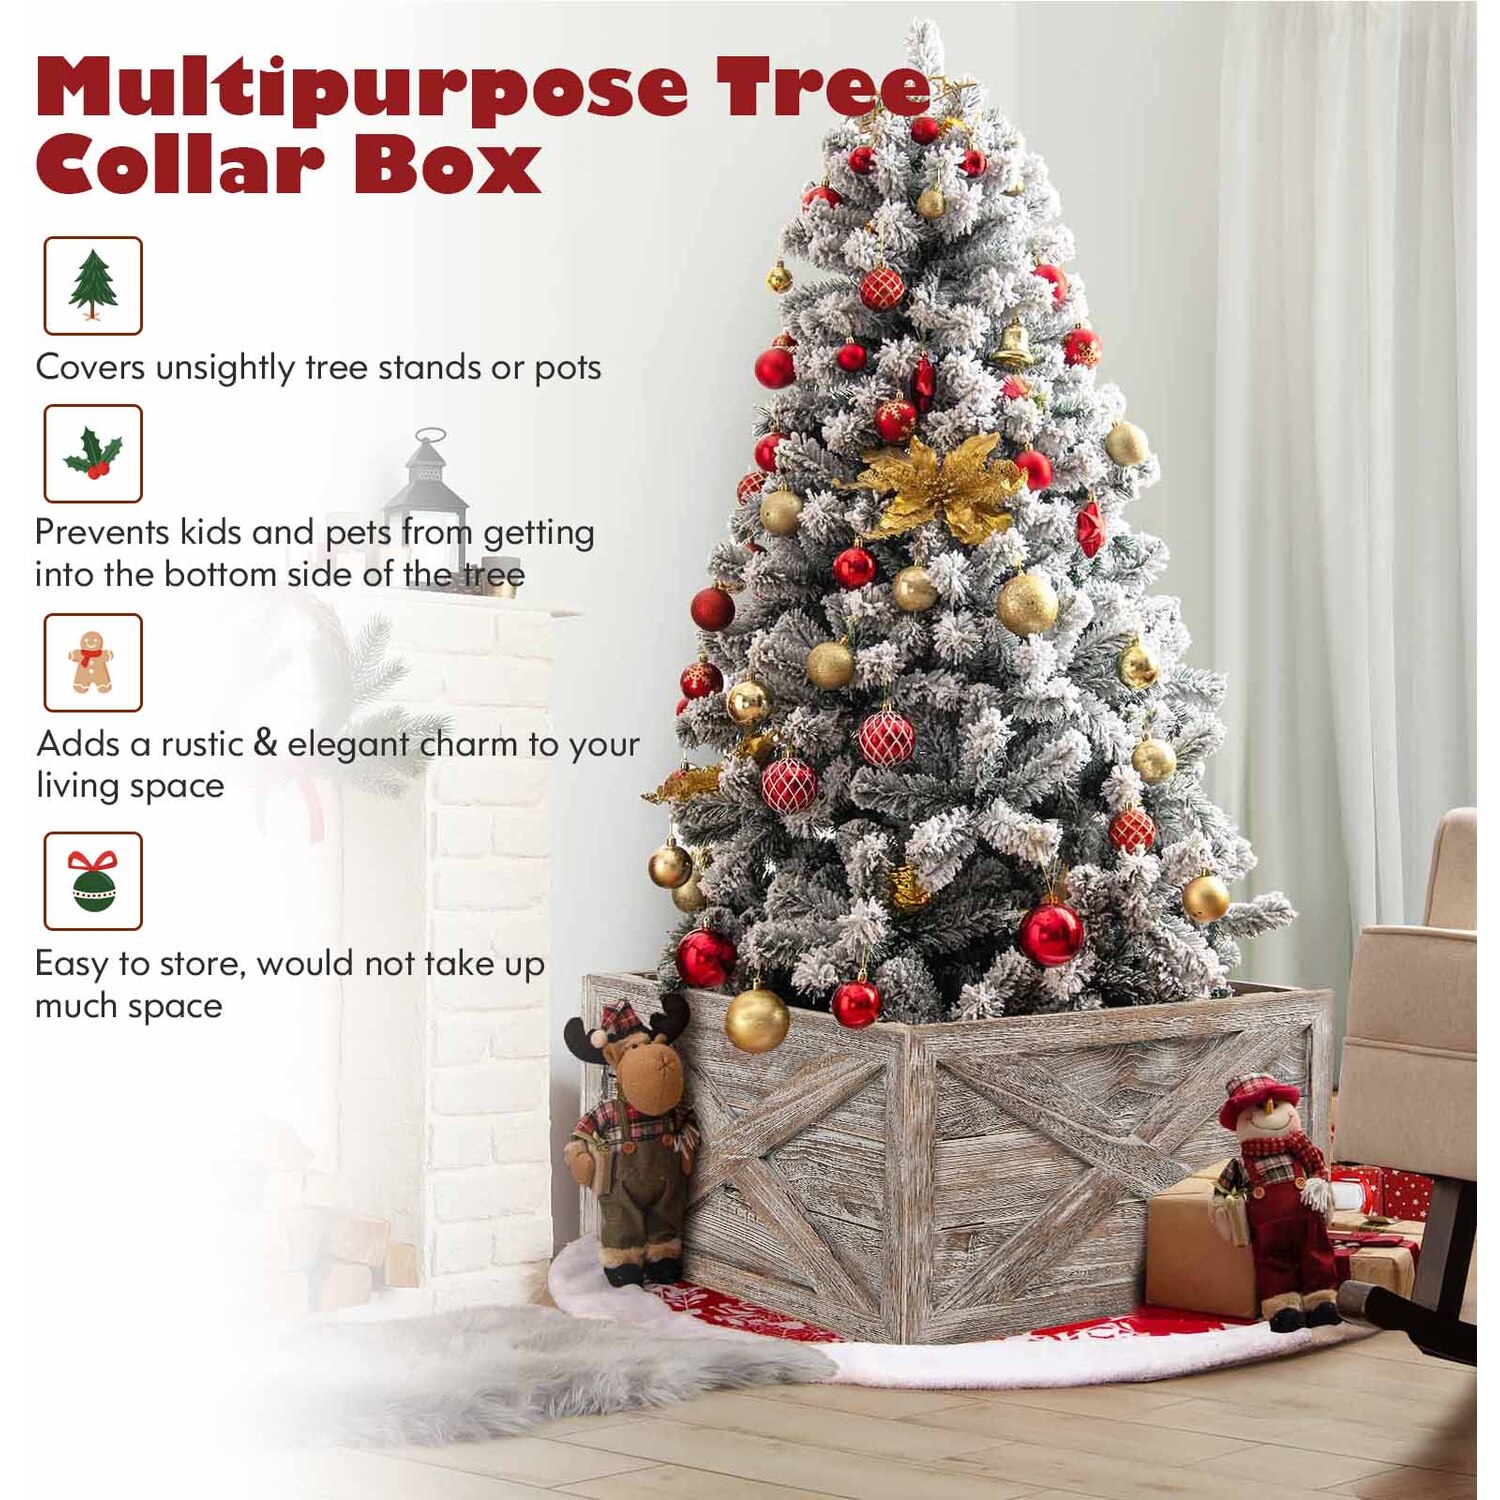 Multipurpose Tree
Collar Box
Covers unsightly tree stands or pots
Prevents kids and pets from getting
into the bottom side of the tree
Adds a rustic & elegant charm to your
living space
Easy to store, would not take up
much space